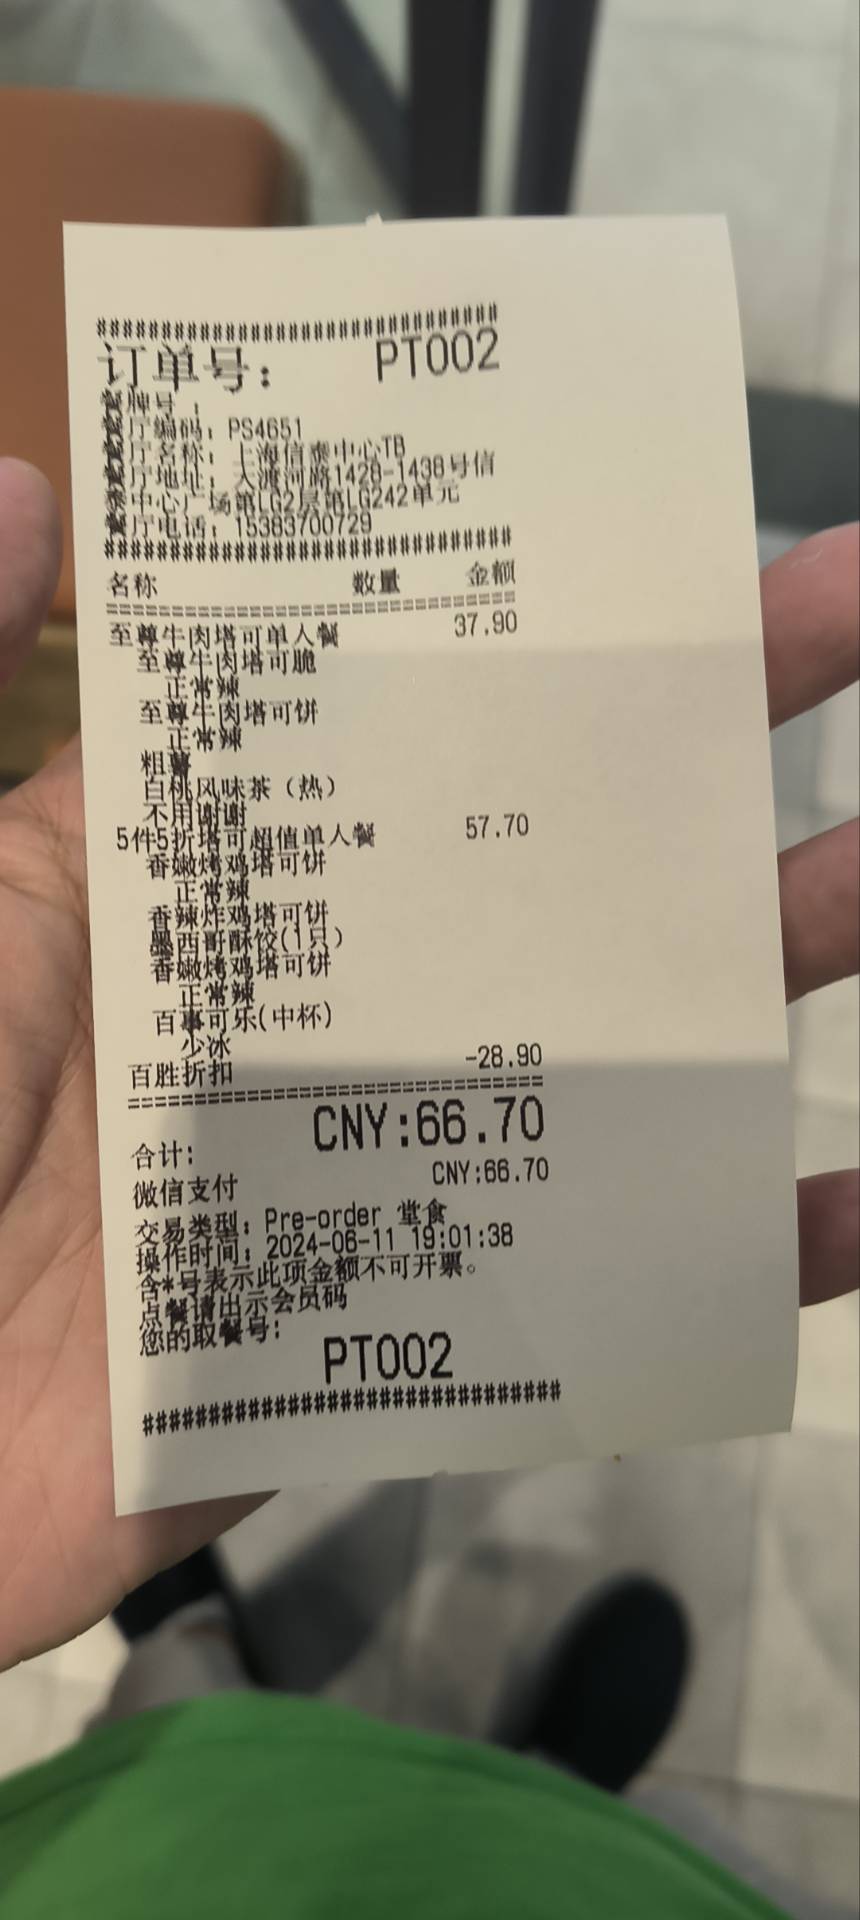 ##############################
订单号： PT002
餐牌号：
餐厅编码：PS4651
餐厅名称：上海信泰中心TB
餐厅地址：大渡河路1428-1438号信
泰中心广场第LG2层第LG242单元
餐厅电话：15383700729
##############################
名称 数量 金额
==============================
至尊牛肉塔可单人餐 37.90
至尊牛肉塔可脆
正常辣
至尊牛肉塔可饼
正常辣
粗薯
白桃风味茶（热）
不用谢谢
5件5折塔可超值单人餐 57.70
香嫩烤鸡塔可饼
正常辣
香辣炸鸡塔可饼
墨西哥酥饺(1只)
香嫩烤鸡塔可饼
正常辣
百事可乐(中杯)
少冰
百胜折扣 -28.90
==============================
合计: CNY:66.70
微信支付 CNY:66.70
交易类型：Pre-order 堂食
操作时间：2024-06-11 19:01:38
含*号表示此项金额不可开票。
点餐请出示会员码
您的取餐号:
PT002
##############################